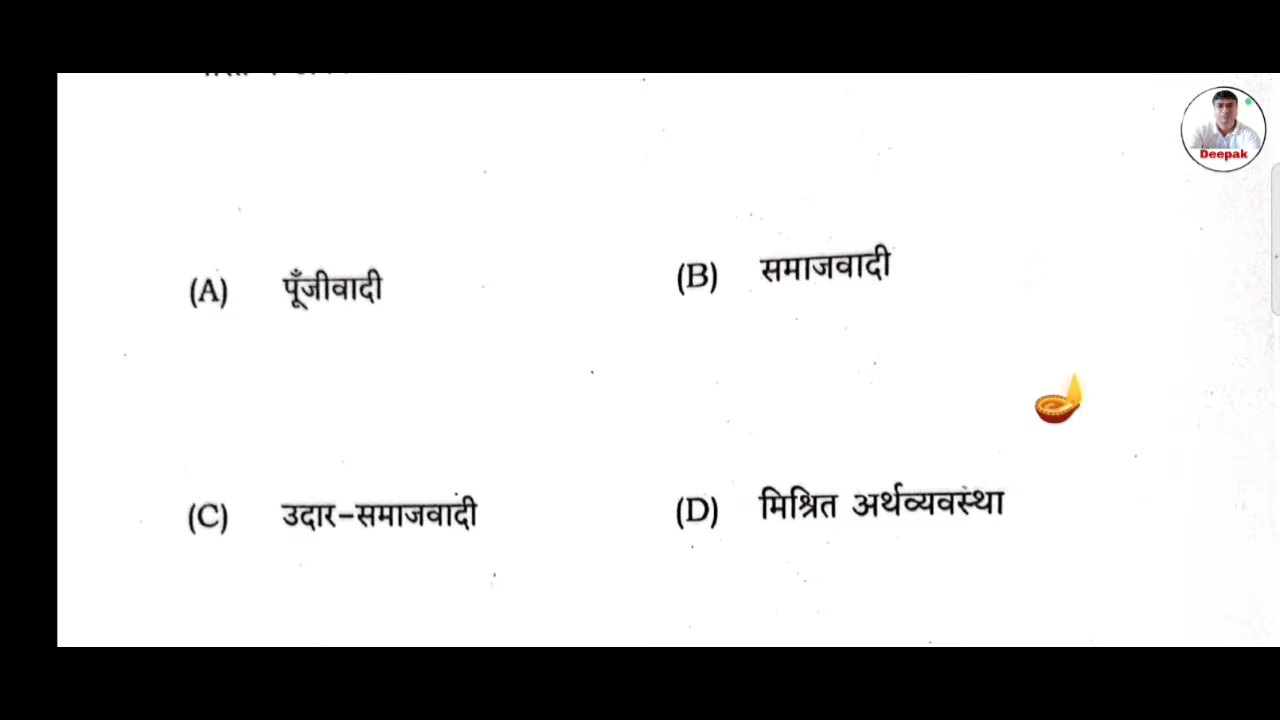 (A) पूँजीवादी (B) समाजवादी
Deepak
(C) उदार-समाजवादी (D) मिश्रित अर्थव्यवस्था